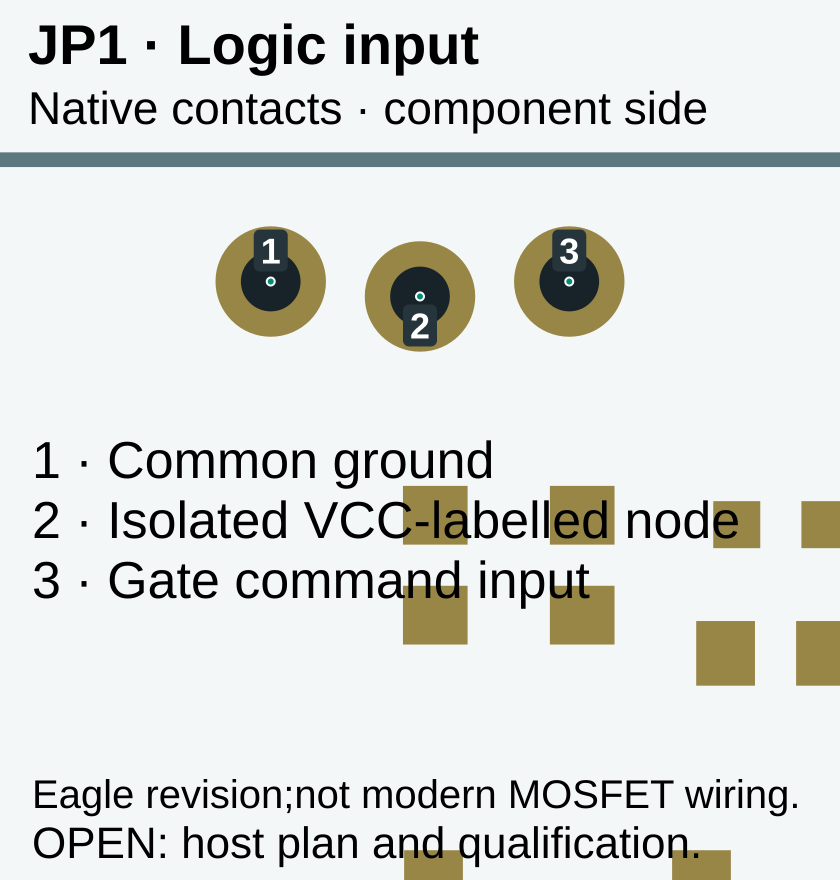 JP1 · Logic input
Native contacts · component side
1 2 3
1 · Common ground
2 · Isolated VCC-labelled node
3 · Gate command input
Eagle revision;not modern MOSFET wiring.
OPEN: host plan and qualification.